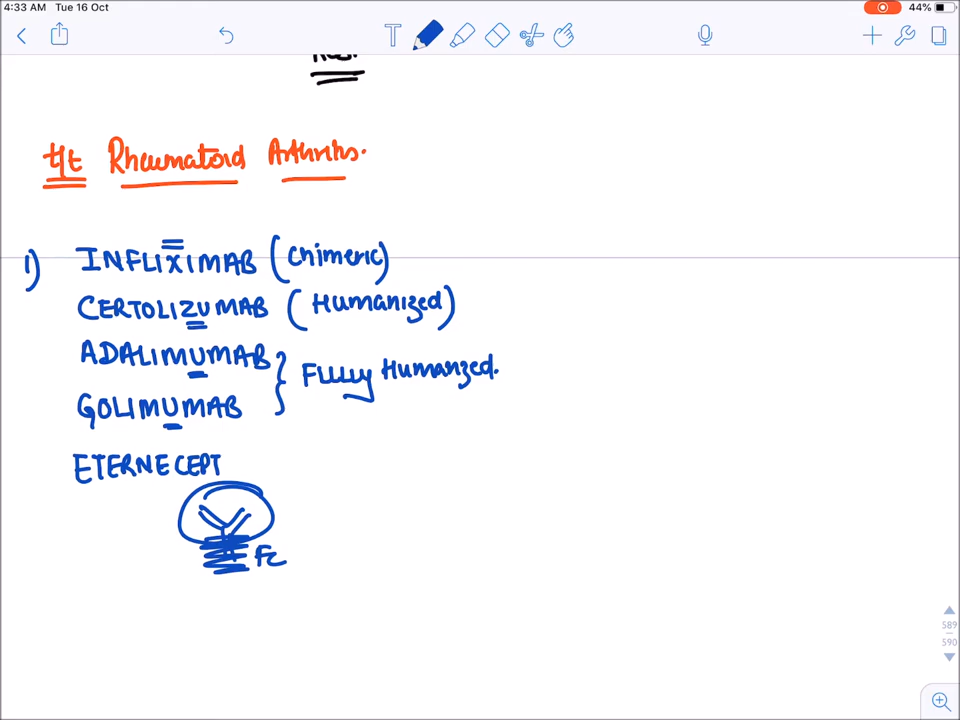 4:33 AM Tue 16 Oct 44%
T
t/t Rheumatoid Arthritis.
1) INFLIXIMAB (Chimeric)
CERTOLIZUMAB (Humanized)
ADALIMUMAB
Fully Humanized.
GOLIMUMAB
ETERNECEPT
Fc
589
590